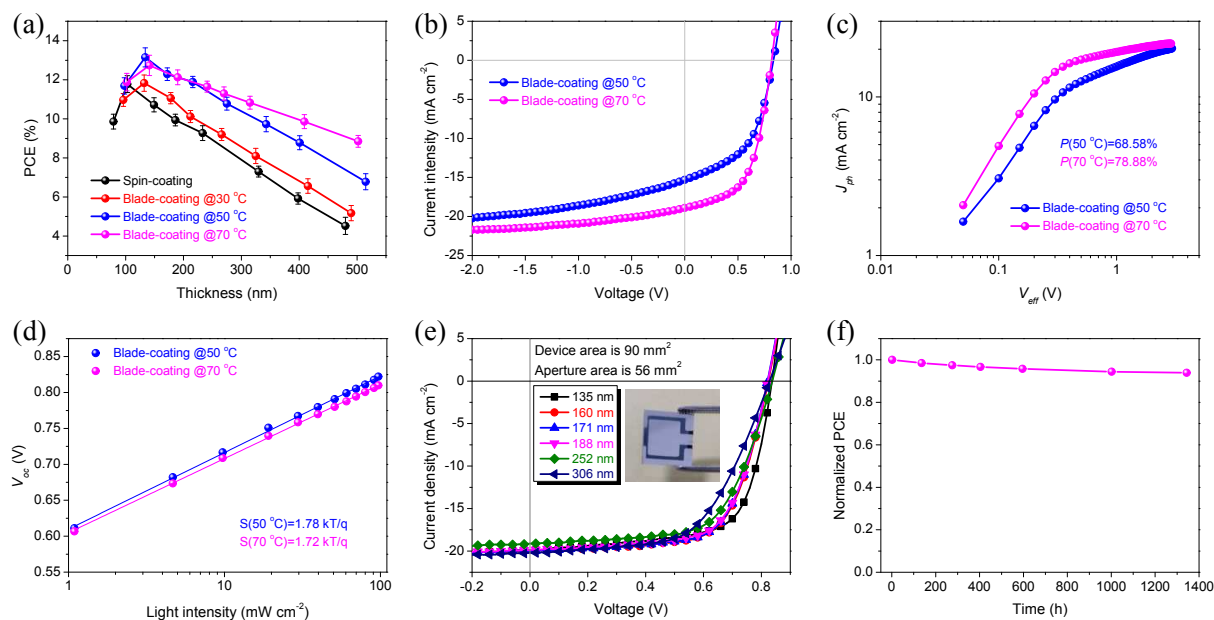 (a)
PCE (%)
14
12
10
8
6
4
0
100
200
300
400
500
Thickness (nm)
Spin-coating
Blade-coating @30 °C
Blade-coating @50 °C
Blade-coating @70 °C
(b)
Current intensity (mA cm-2)
5
0
-5
-10
-15
-20
-25
-2.0
-1.5
-1.0
-0.5
0.0
0.5
1.0
Voltage (V)
Blade-coating @50 °C
Blade-coating @70 °C
(c)
Jph (mA cm-2)
10
1
0.01
0.1
1
Veff (V)
P(50 °C)=68.58%
P(70 °C)=78.88%
Blade-coating @50 °C
Blade-coating @70 °C
(d)
Voc (V)
0.85
0.80
0.75
0.70
0.65
0.60
0.55
1
10
100
Light intensity (mW cm-2)
Blade-coating @50 °C
Blade-coating @70 °C
S(50 °C)=1.78 kT/q
S(70 °C)=1.72 kT/q
(e)
Current density (mA cm-2)
5
0
-5
-10
-15
-20
0.0
0.2
0.4
0.6
0.8
Voltage (V)
Device area is 90 mm2
Aperture area is 56 mm2
135 nm
160 nm
171 nm
188 nm
252 nm
306 nm
(f)
Normalized PCE
1.0
0.8
0.6
0.4
0.2
0.0
0
200
400
600
800
1000
1200
1400
Time (h)